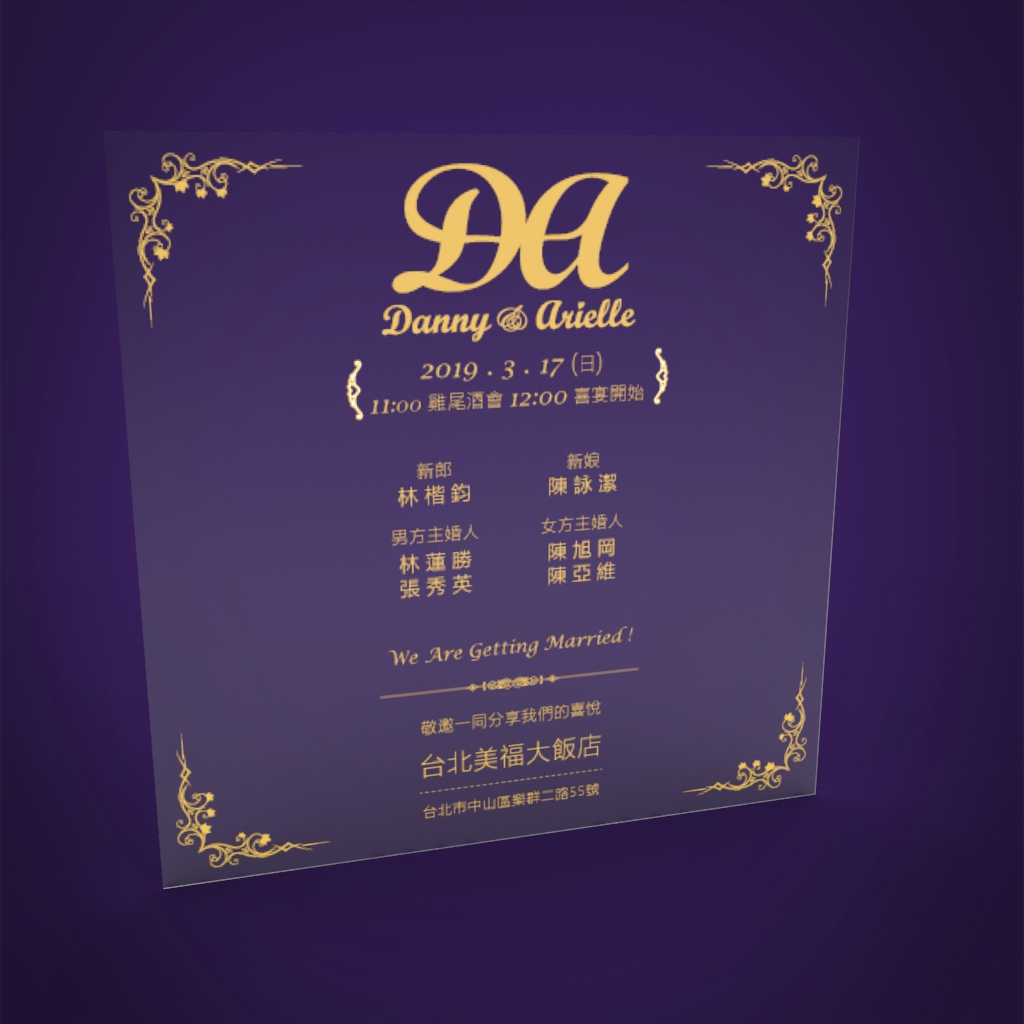 DA
Danny & Arielle
2019 . 3 . 17 (日)
11:00 雞尾酒會 12:00 喜宴開始
新郎
林楷鈞
新娘
陳詠潔
男方主婚人
林蓮勝
張秀英
女方主婚人
陳旭岡
陳亞維
We Are Getting Married!
敬邀一同分享我們的喜悅
台北美福大飯店
台北市中山區樂群二路55號